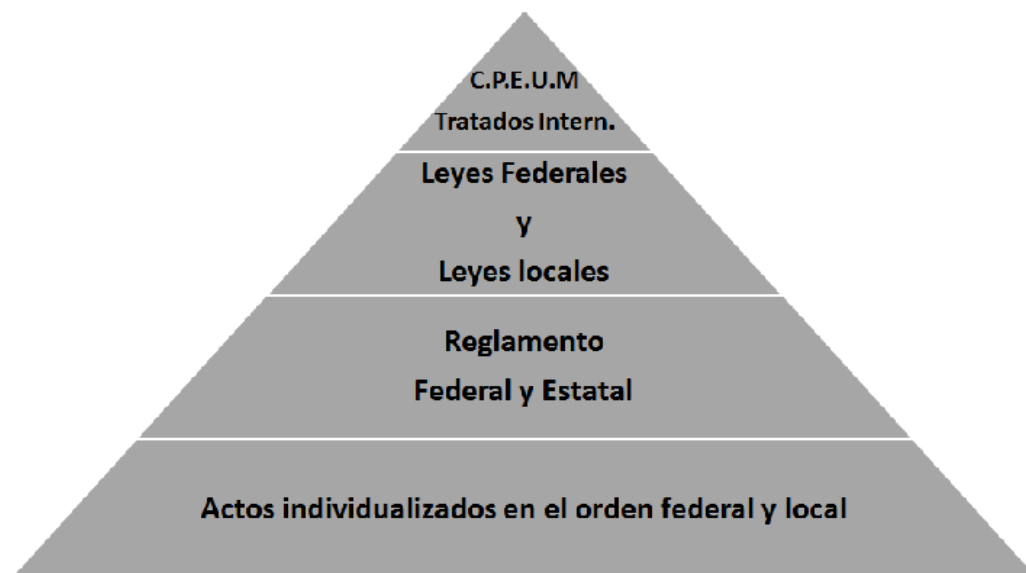 C.P.E.U.M
Tratados Intern.
Leyes Federales
y
Leyes locales
Reglamento
Federal y Estatal
Actos individualizados en el orden federal y local